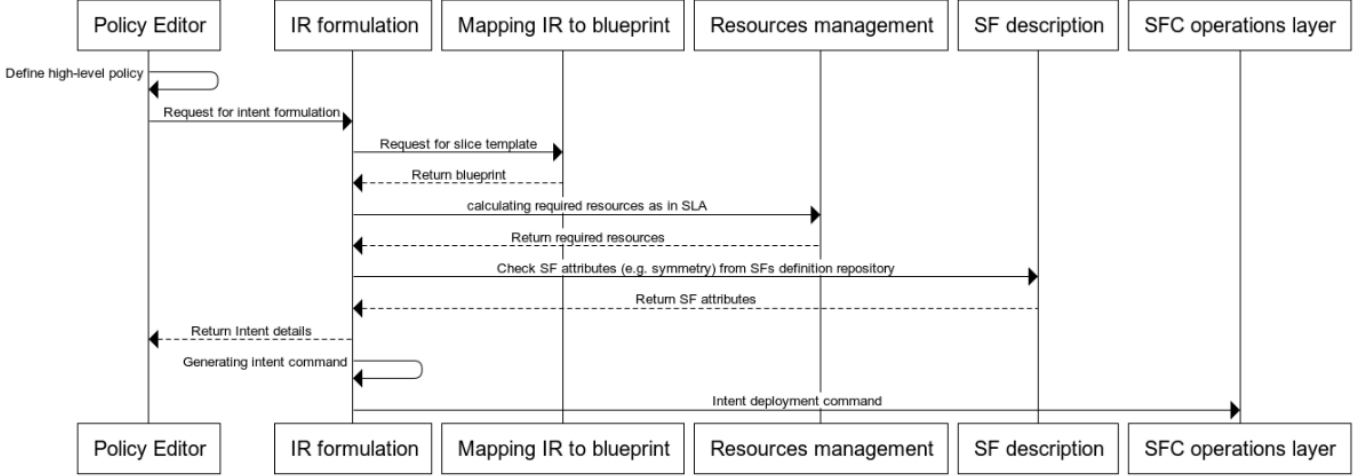 Policy Editor
IR formulation
Mapping IR to blueprint
Resources management
SF description
SFC operations layer
Define high-level policy
Request for intent formulation
Request for slice template
Return blueprint
calculating required resources as in SLA
Return required resources
Check SF attributes (e.g. symmetry) from SFs definition repository
Return SF attributes
Return Intent details
Generating intent command
Intent deployment command
Policy Editor
IR formulation
Mapping IR to blueprint
Resources management
SF description
SFC operations layer